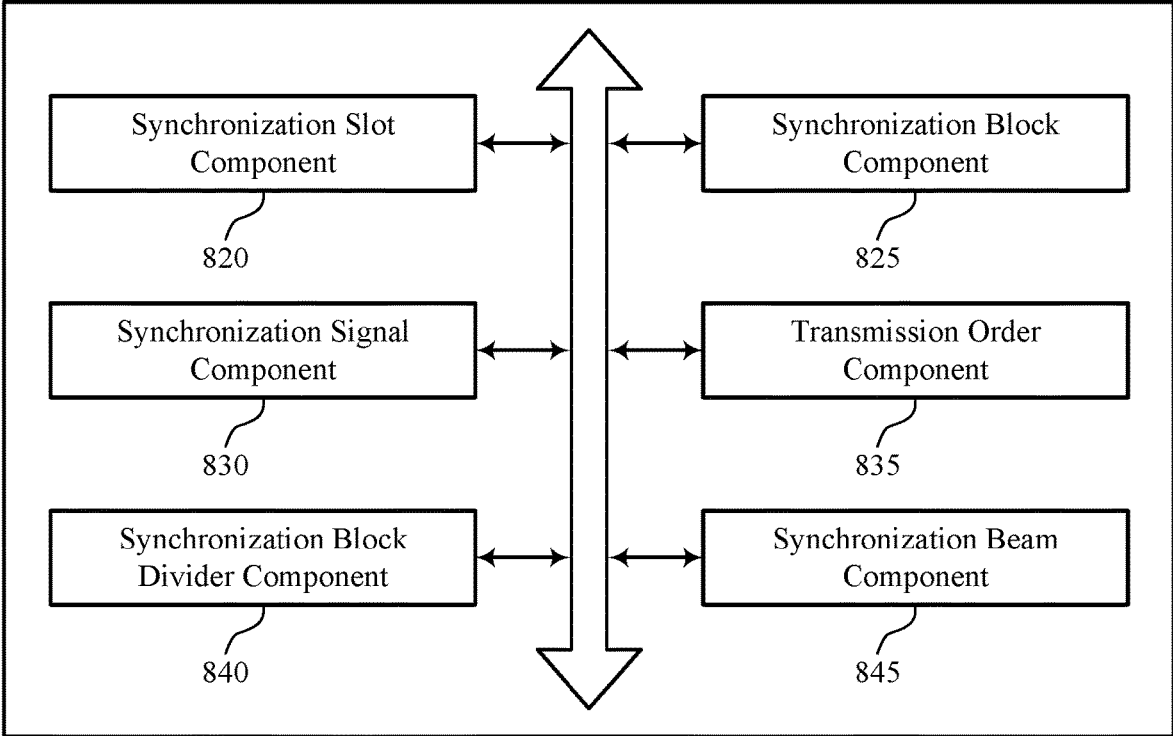 Synchronization Slot
Component
820
Synchronization Block
Component
825
Synchronization Signal
Component
830
Transmission Order
Component
835
Synchronization Block
Divider Component
840
Synchronization Beam
Component
845